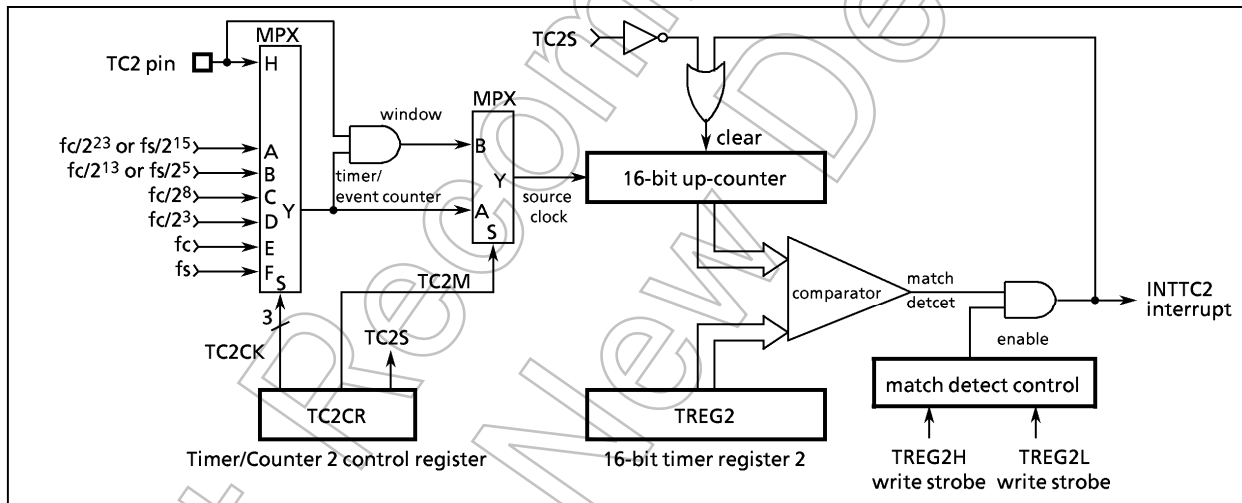 MPX
TC2 pin
H
fc/2²³ or fs/2¹⁵
A
fc/2¹³ or fs/2⁵
B
fc/2⁸
C
fc/2³
D
fc
E
fs
F
Y
S
3
TC2CK
window
timer/
event counter
MPX
B
Y
A
S
source
clock
TC2M
TC2S
TC2CR
Timer/Counter 2 control register
TC2S
clear
16-bit up-counter
comparator
match
detcet
enable
INTTC2
interrupt
match detect control
TREG2
16-bit timer register 2
TREG2H
write strobe
TREG2L
write strobe